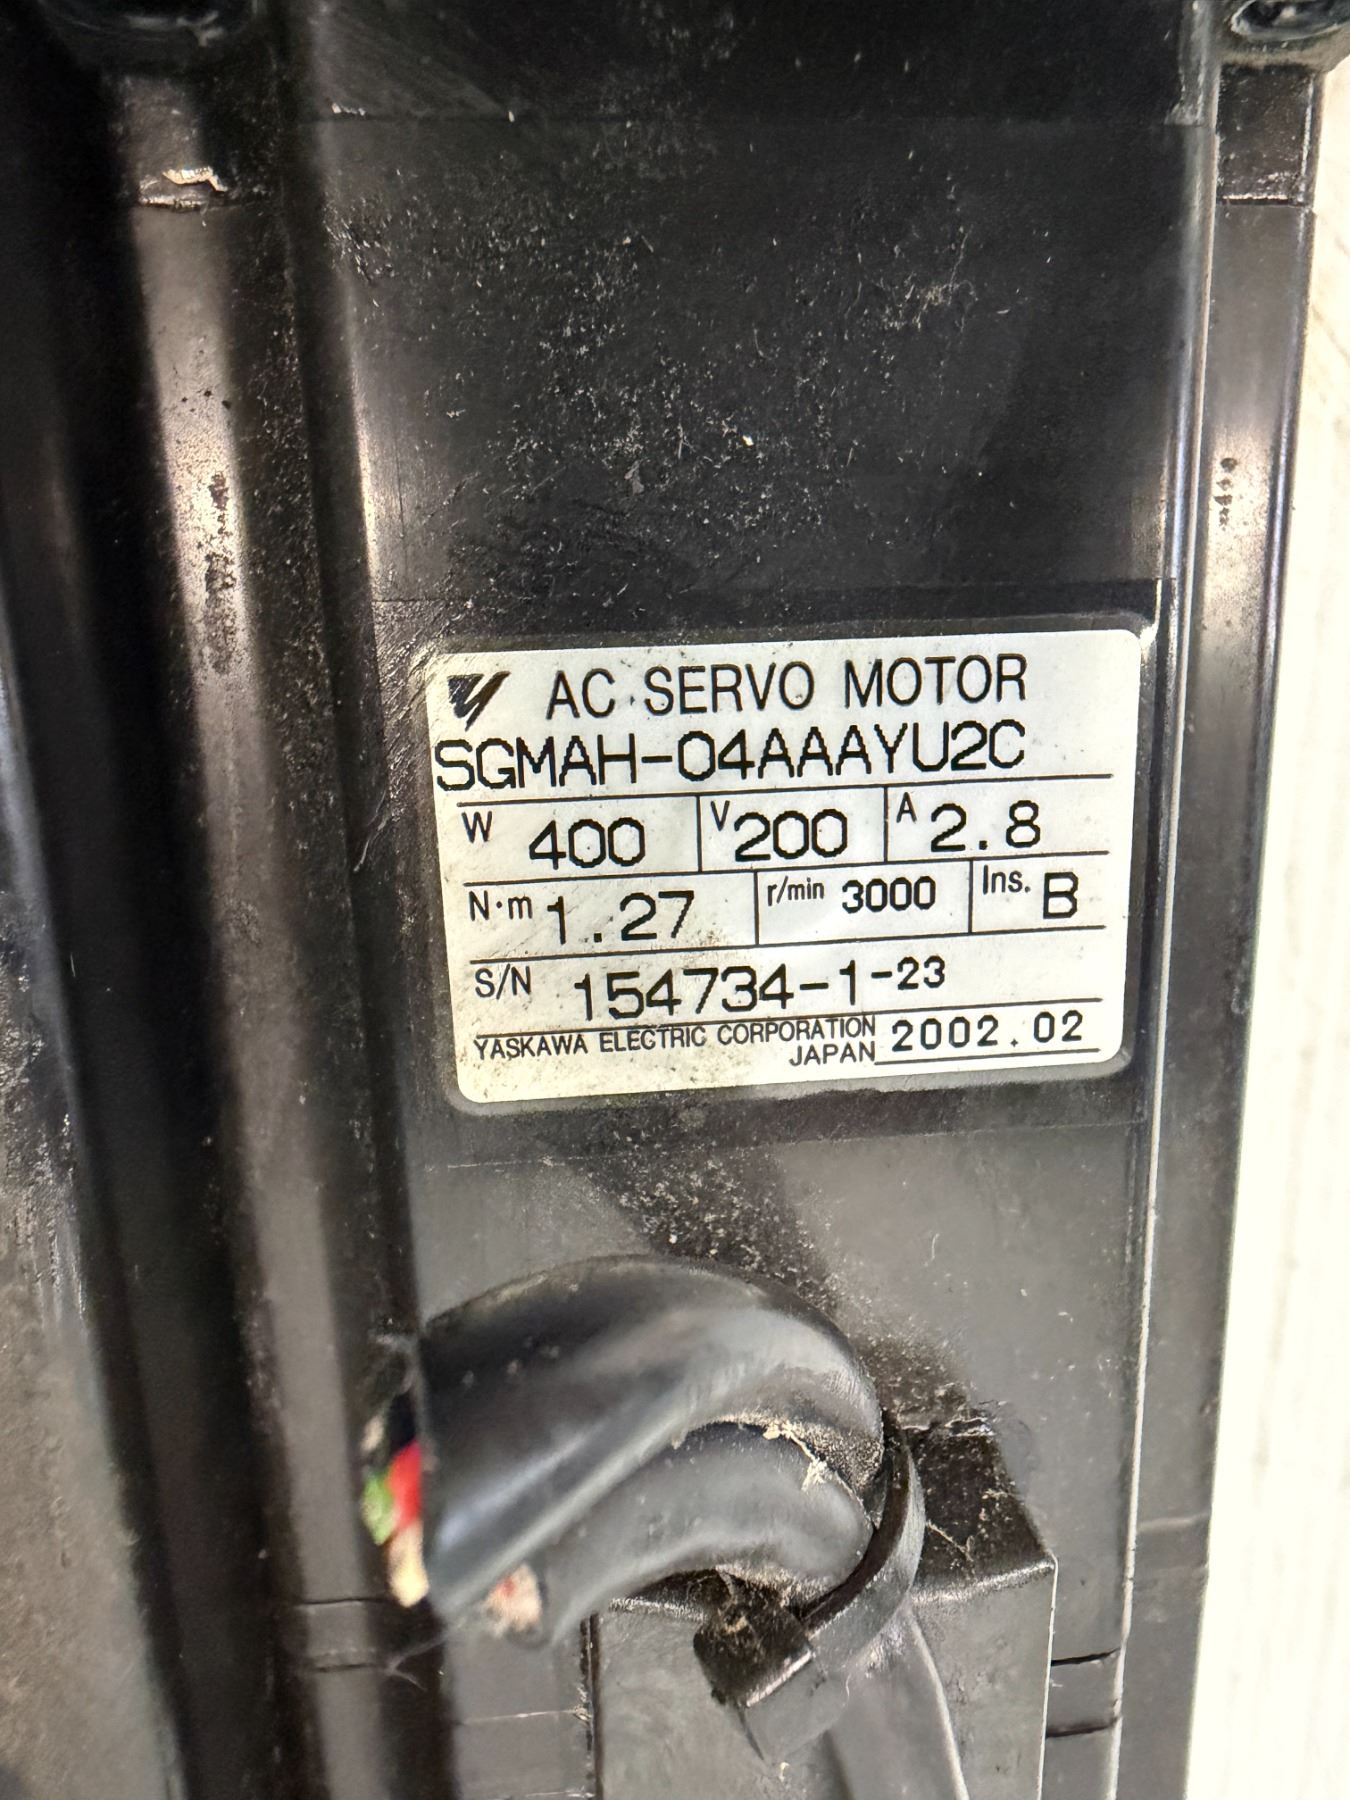 AC SERVO MOTOR
SGMAH-04AAAYU2C
W 400 V 200 A 2.8
N·m 1.27 r/min 3000 Ins. B
S/N 154734-1-23
YASKAWA ELECTRIC CORPORATION 2002.02
JAPAN